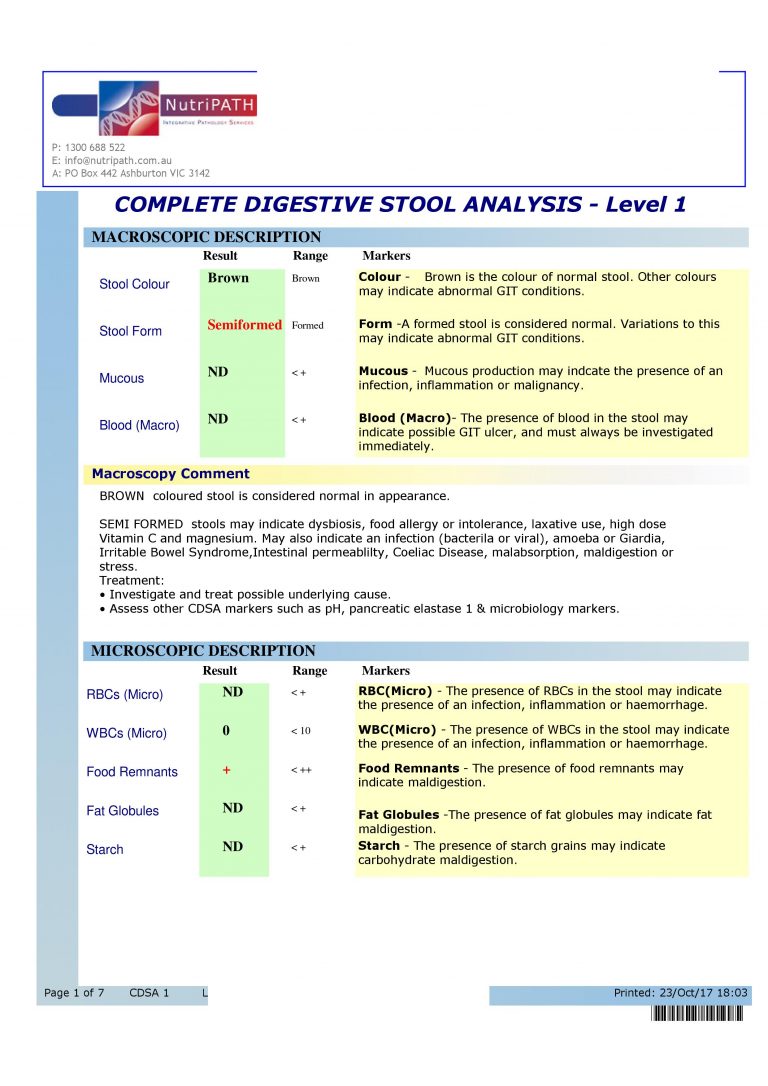 NutriPATH
INTEGRATIVE PATHOLOGY SERVICES
P: 1300 688 522
E: info@nutripath.com.au
A: PO Box 442 Ashburton VIC 3142
COMPLETE DIGESTIVE STOOL ANALYSIS - Level 1
MACROSCOPIC DESCRIPTION
Result Range Markers
Stool Colour Brown Brown Colour - Brown is the colour of normal stool. Other colours
may indicate abnormal GIT conditions.
Stool Form Semiformed Formed Form -A formed stool is considered normal. Variations to this
may indicate abnormal GIT conditions.
Mucous ND < + Mucous - Mucous production may indcate the presence of an
infection, inflammation or malignancy.
Blood (Macro) ND < + Blood (Macro)- The presence of blood in the stool may
indicate possible GIT ulcer, and must always be investigated
immediately.
Macroscopy Comment
BROWN coloured stool is considered normal in appearance.
SEMI FORMED stools may indicate dysbiosis, food allergy or intolerance, laxative use, high dose
Vitamin C and magnesium. May also indicate an infection (bacterila or viral), amoeba or Giardia,
Irritable Bowel Syndrome,Intestinal permeablilty, Coeliac Disease, malabsorption, maldigestion or
stress.
Treatment:
• Investigate and treat possible underlying cause.
• Assess other CDSA markers such as pH, pancreatic elastase 1 & microbiology markers.
MICROSCOPIC DESCRIPTION
Result Range Markers
RBCs (Micro) ND < + RBC(Micro) - The presence of RBCs in the stool may indicate
the presence of an infection, inflammation or haemorrhage.
WBCs (Micro) 0 < 10 WBC(Micro) - The presence of WBCs in the stool may indicate
the presence of an infection, inflammation or haemorrhage.
Food Remnants + < ++ Food Remnants - The presence of food remnants may
indicate maldigestion.
Fat Globules ND < + Fat Globules -The presence of fat globules may indicate fat
maldigestion.
Starch ND < + Starch - The presence of starch grains may indicate
carbohydrate maldigestion.
Page 1 of 7 CDSA 1 L
Printed: 23/Oct/17 18:03